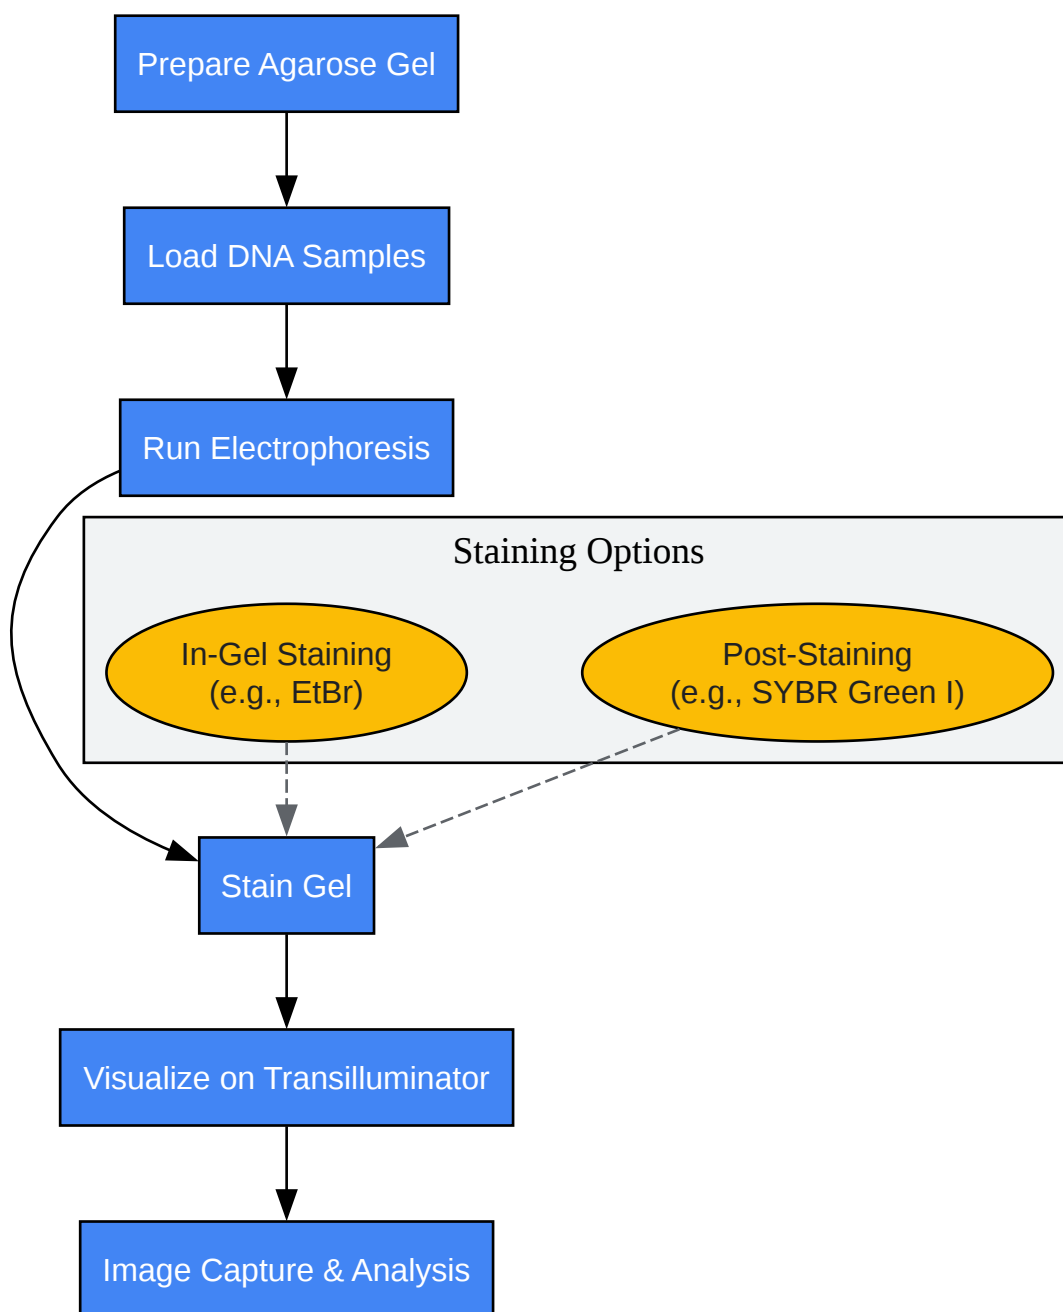 Prepare Agarose Gel
Load DNA Samples
Run Electrophoresis
Staining Options
In-Gel Staining
(e.g., EtBr)
Post-Staining
(e.g., SYBR Green I)
Stain Gel
Visualize on Transilluminator
Image Capture & Analysis